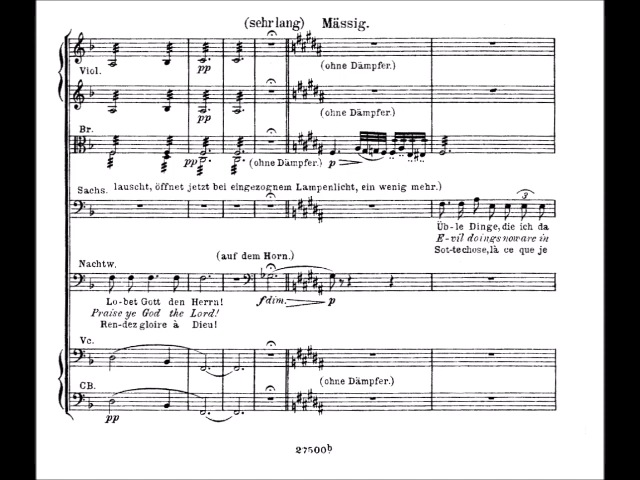 (sehr lang) Mässig.
Viol.
(ohne Dämpfer.)
pp
(ohne Dämpfer.)
pp
Br.
pp (ohne Dämpfer.) p
Sachs. lauscht, öffnet jetzt bei eingezognem Lampenlicht, ein wenig mehr.)
3
Üb-le Dinge, die ich da
E-vil doings now are in
Sot-te chose, là ce que je
Nachtw. (auf dem Horn.)
Lo-bet Gott den Herrn! fdim. p
Praise ye God the Lord!
Ren-dez gloire à Dieu!
Vc.
(ohne Dämpfer.)
CB.
pp
27500b